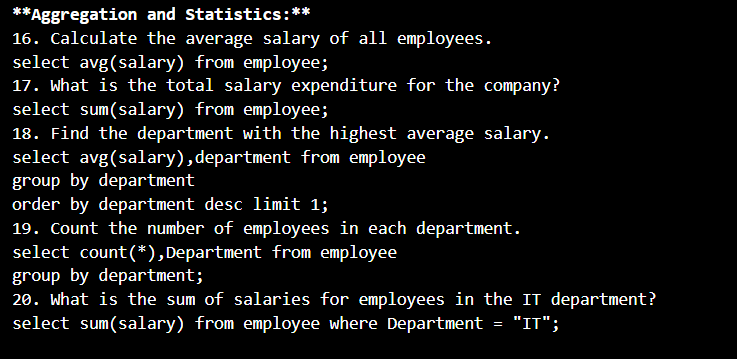 **Aggregation and Statistics:**
16. Calculate the average salary of all employees.
select avg(salary) from employee;
17. What is the total salary expenditure for the company?
select sum(salary) from employee;
18. Find the department with the highest average salary.
select avg(salary),department from employee
group by department
order by department desc limit 1;
19. Count the number of employees in each department.
select count(*),Department from employee
group by department;
20. What is the sum of salaries for employees in the IT department?
select sum(salary) from employee where Department = "IT";